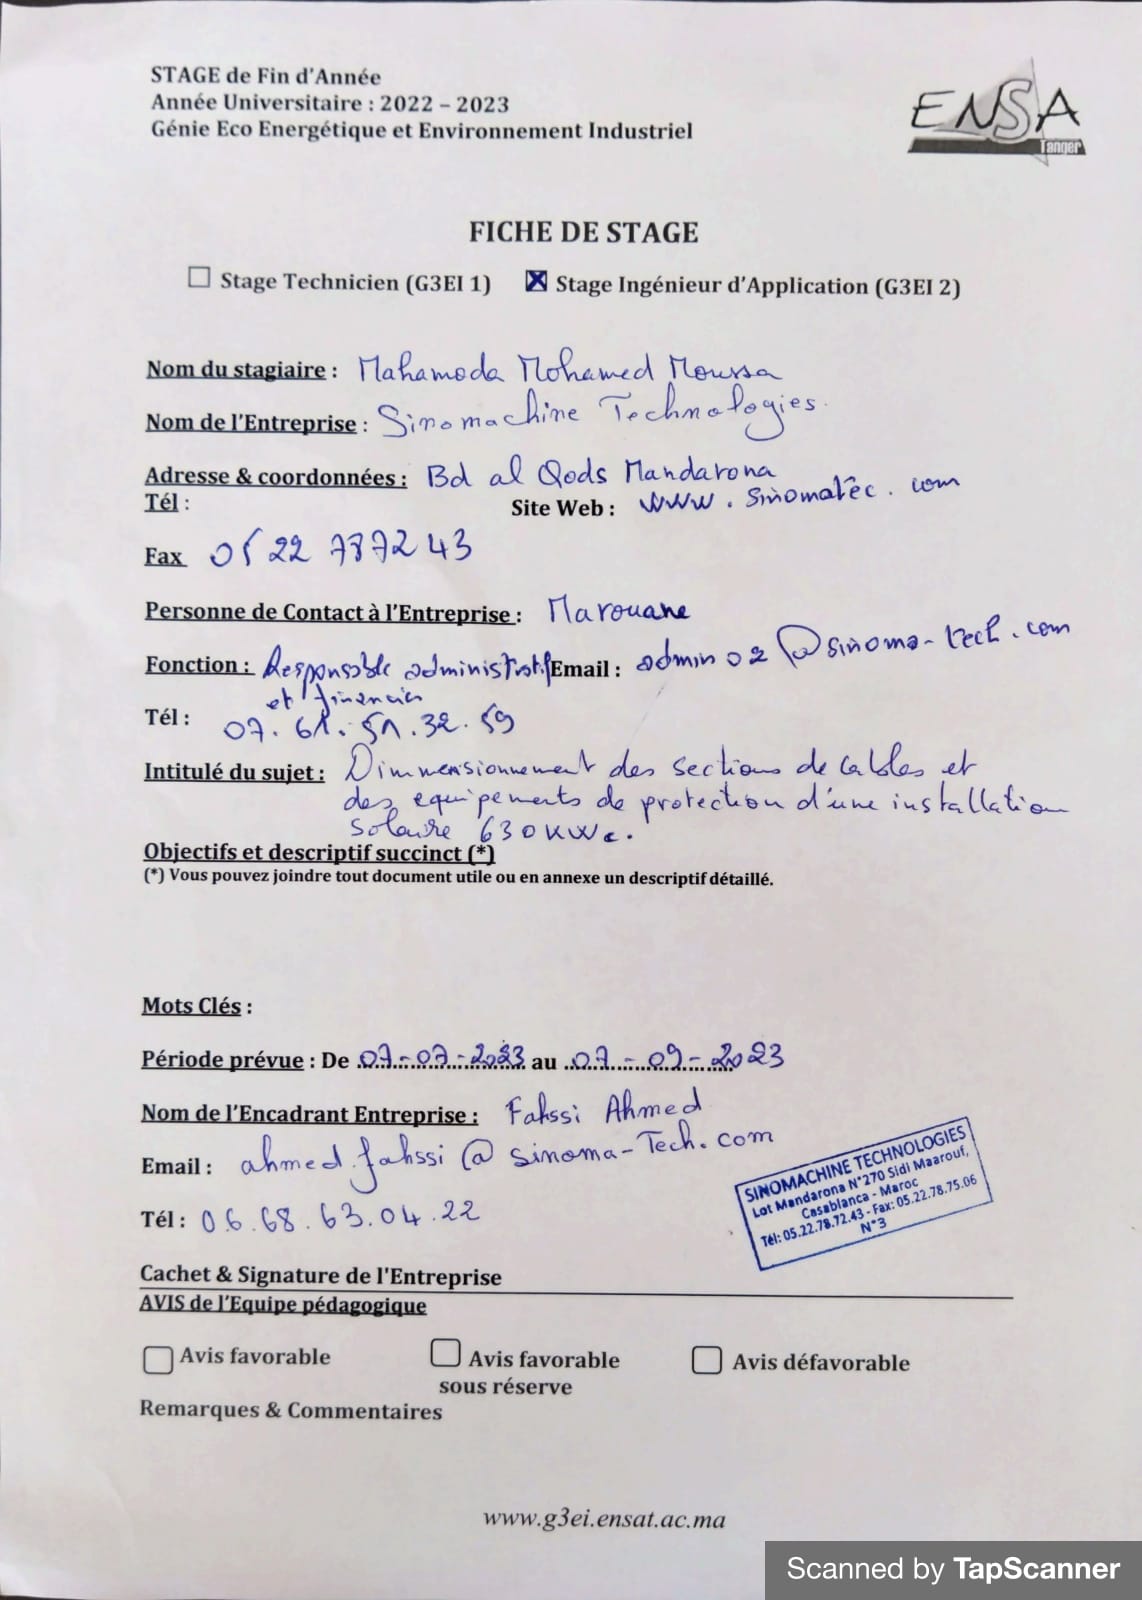 STAGE de Fin d'Année
Année Universitaire : 2022 – 2023
Génie Eco Energétique et Environnement Industriel
ENSA
Tanger
FICHE DE STAGE
Stage Technicien (G3EI 1) Stage Ingénieur d'Application (G3EI 2)
Nom du stagiaire : Mahamoda Mohamed Moussa
Nom de l'Entreprise : Sinomachine Technologies.
Adresse & coordonnées : Bd al Qods Mandarona
Tél : Site Web : www.sinomatec.com
Fax 05 22 787243
Personne de Contact à l'Entreprise : Marouane
Fonction : Responsable administratif Email : admin02@sinoma-tech.com
et financier
Tél : 07.61.51.32.59
Intitulé du sujet : Dimmensionnement des sections de cables et
des equipements de protection d'une installation
solaire 630KWc.
Objectifs et descriptif succinct (*)
(*) Vous pouvez joindre tout document utile ou en annexe un descriptif détaillé.
Mots Clés :
Période prévue : De 07-07-2023 au 07-09-2023
Nom de l'Encadrant Entreprise : Fahssi Ahmed
Email : ahmed.fahssi@sinoma-Tech.com
Tél : 06.68.63.04.22
SINOMACHINE TECHNOLOGIES
Lot Mandarona N°270 Sidi Maarouf,
Casablanca - Maroc
Tél: 05.22.78.72.43 - Fax: 05.22.78.75.06
N°3
Cachet & Signature de l'Entreprise
AVIS de l'Equipe pédagogique
Avis favorable Avis favorable Avis défavorable
sous réserve
Remarques & Commentaires
www.g3ei.ensat.ac.ma
Scanned by TapScanner